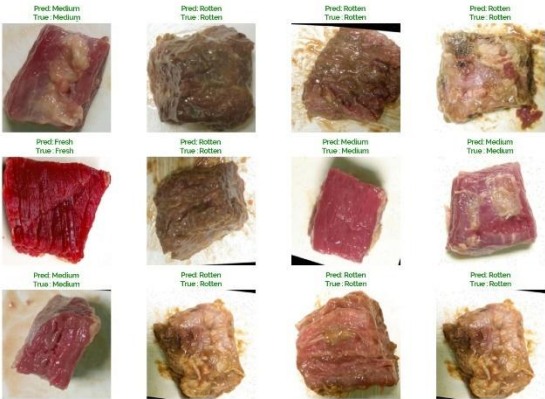 Pred: Medium
True : Medium
Pred: Rotten
True : Rotten
Pred: Rotten
True : Rotten
Pred: Rotten
True : Rotten
Pred: Fresh
True : Fresh
Pred: Rotten
True : Rotten
Pred: Medium
True : Medium
Pred: Medium
True : Medium
Pred: Medium
True : Medium
Pred: Rotten
True : Rotten
Pred: Rotten
True : Rotten
Pred: Rotten
True : Rotten